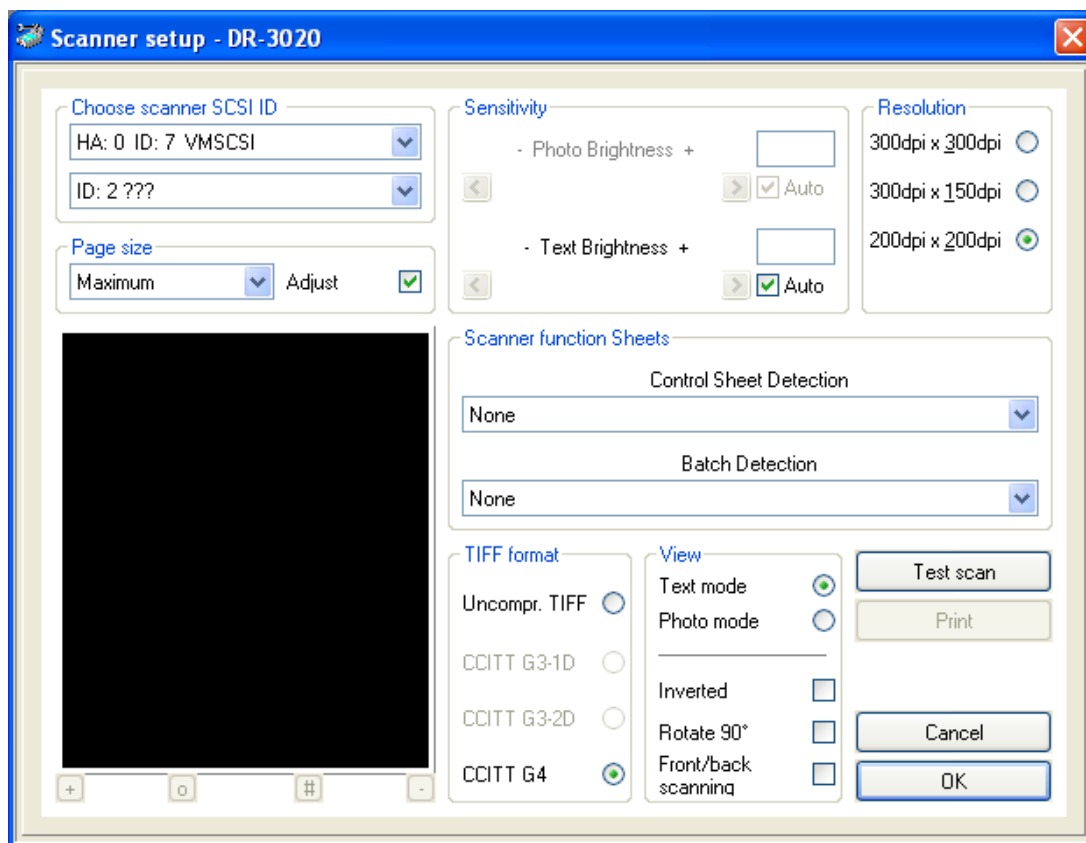 Scanner setup - DR-3020
Choose scanner SCSI ID
HA: 0 ID: 7 VMSCSI
ID: 2 ???
Page size
Maximum
Adjust
Sensitivity
- Photo Brightness +
Auto
- Text Brightness +
Auto
Resolution
300dpi x 300dpi
300dpi x 150dpi
200dpi x 200dpi
Scanner function Sheets
Control Sheet Detection
None
Batch Detection
None
+ o # -
TIFF format
Uncompr. TIFF
CCITT G3-1D
CCITT G3-2D
CCITT G4
View
Text mode
Photo mode
Inverted
Rotate 90°
Front/back
scanning
Test scan
Print
Cancel
OK